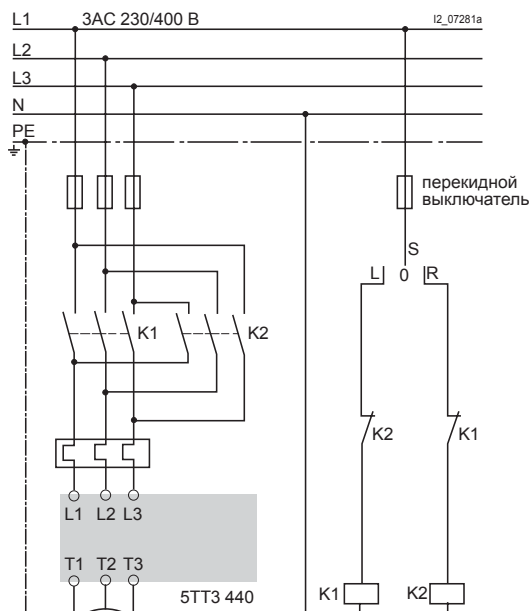 L1 3АС 230/400 В I2_07281a
L2
L3
N
PE
перекидной
выключатель
S
L 0 R
K1 K2
K2 K1
L1 L2 L3
T1 T2 T3
5TT3 440
K1 K2